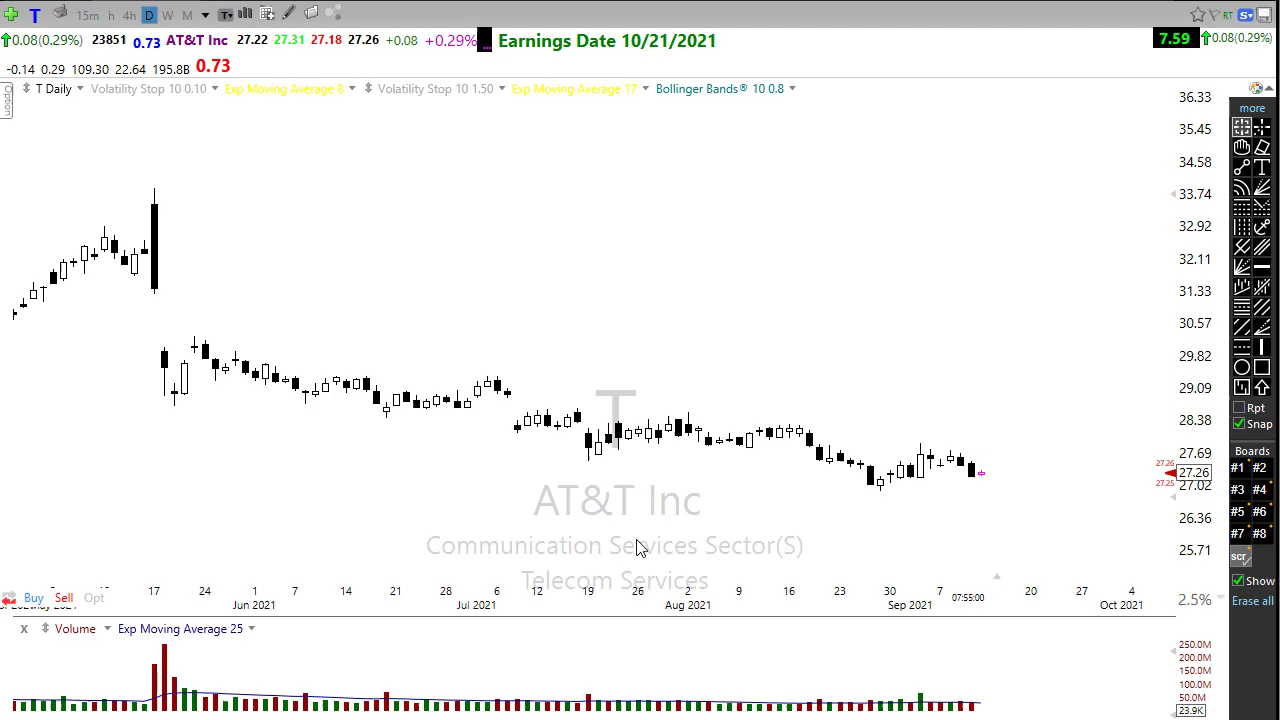 T 15m h 4h D W M T RT S
0.08(0.29%) 23851 0.73 AT&T Inc 27.22 27.31 27.18 27.26 +0.08 +0.29% ... Earnings Date 10/21/2021 7.59 0.08(0.29%)
-0.14 0.29 109.30 22.64 195.8B 0.73
Option
T Daily Volatility Stop 10 0.10 Exp Moving Average 8 Volatility Stop 10 1.50 Exp Moving Average 17 Bollinger Bands® 10 0.8
36.33
35.45
34.58
33.74
32.92
32.11
31.33
30.57
29.82
29.09
28.38
27.69
27.26
27.26
27.25
27.02
26.36
25.71
T
AT&T Inc
Communication Services Sector(S)
Telecom Services
17 24 1 7 14 21 28 6 12 19 26 2 9 16 23 30 7 07:55:00 20 27 4
Jun 2021 Jul 2021 Aug 2021 Sep 2021 Oct 2021
Buy Sell Opt
2.5%
x Volume Exp Moving Average 25
250.0M
200.0M
150.0M
100.0M
50.0M
23.9K
more
T
Rpt
Snap
Boards
#1 #2
#3 #4
#5 #6
#7 #8
scr
Show
Erase all